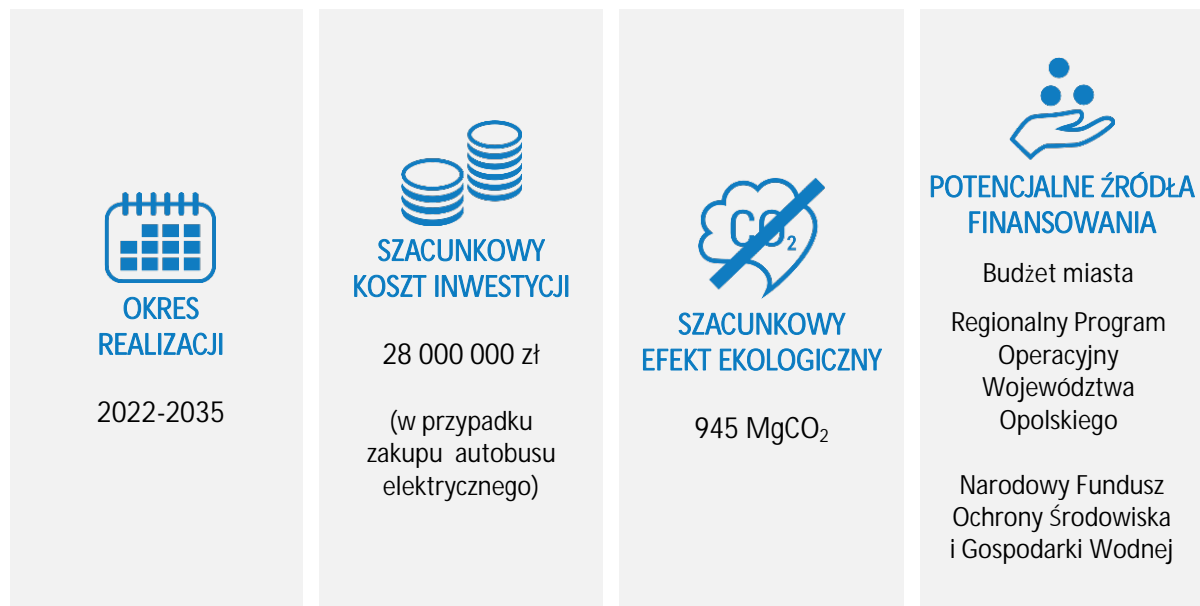 OKRES
REALIZACJI
2022-2035
SZACUNKOWY
KOSZT INWESTYCJI
28 000 000 zł
(w przypadku
zakupu autobusu
elektrycznego)
CO₂
SZACUNKOWY
EFEKT EKOLOGICZNY
945 MgCO₂
POTENCJALNE ŹRÓDŁA
FINANSOWANIA
Budżet miasta
Regionalny Program
Operacyjny
Województwa
Opolskiego
Narodowy Fundusz
Ochrony Środowiska
i Gospodarki Wodnej